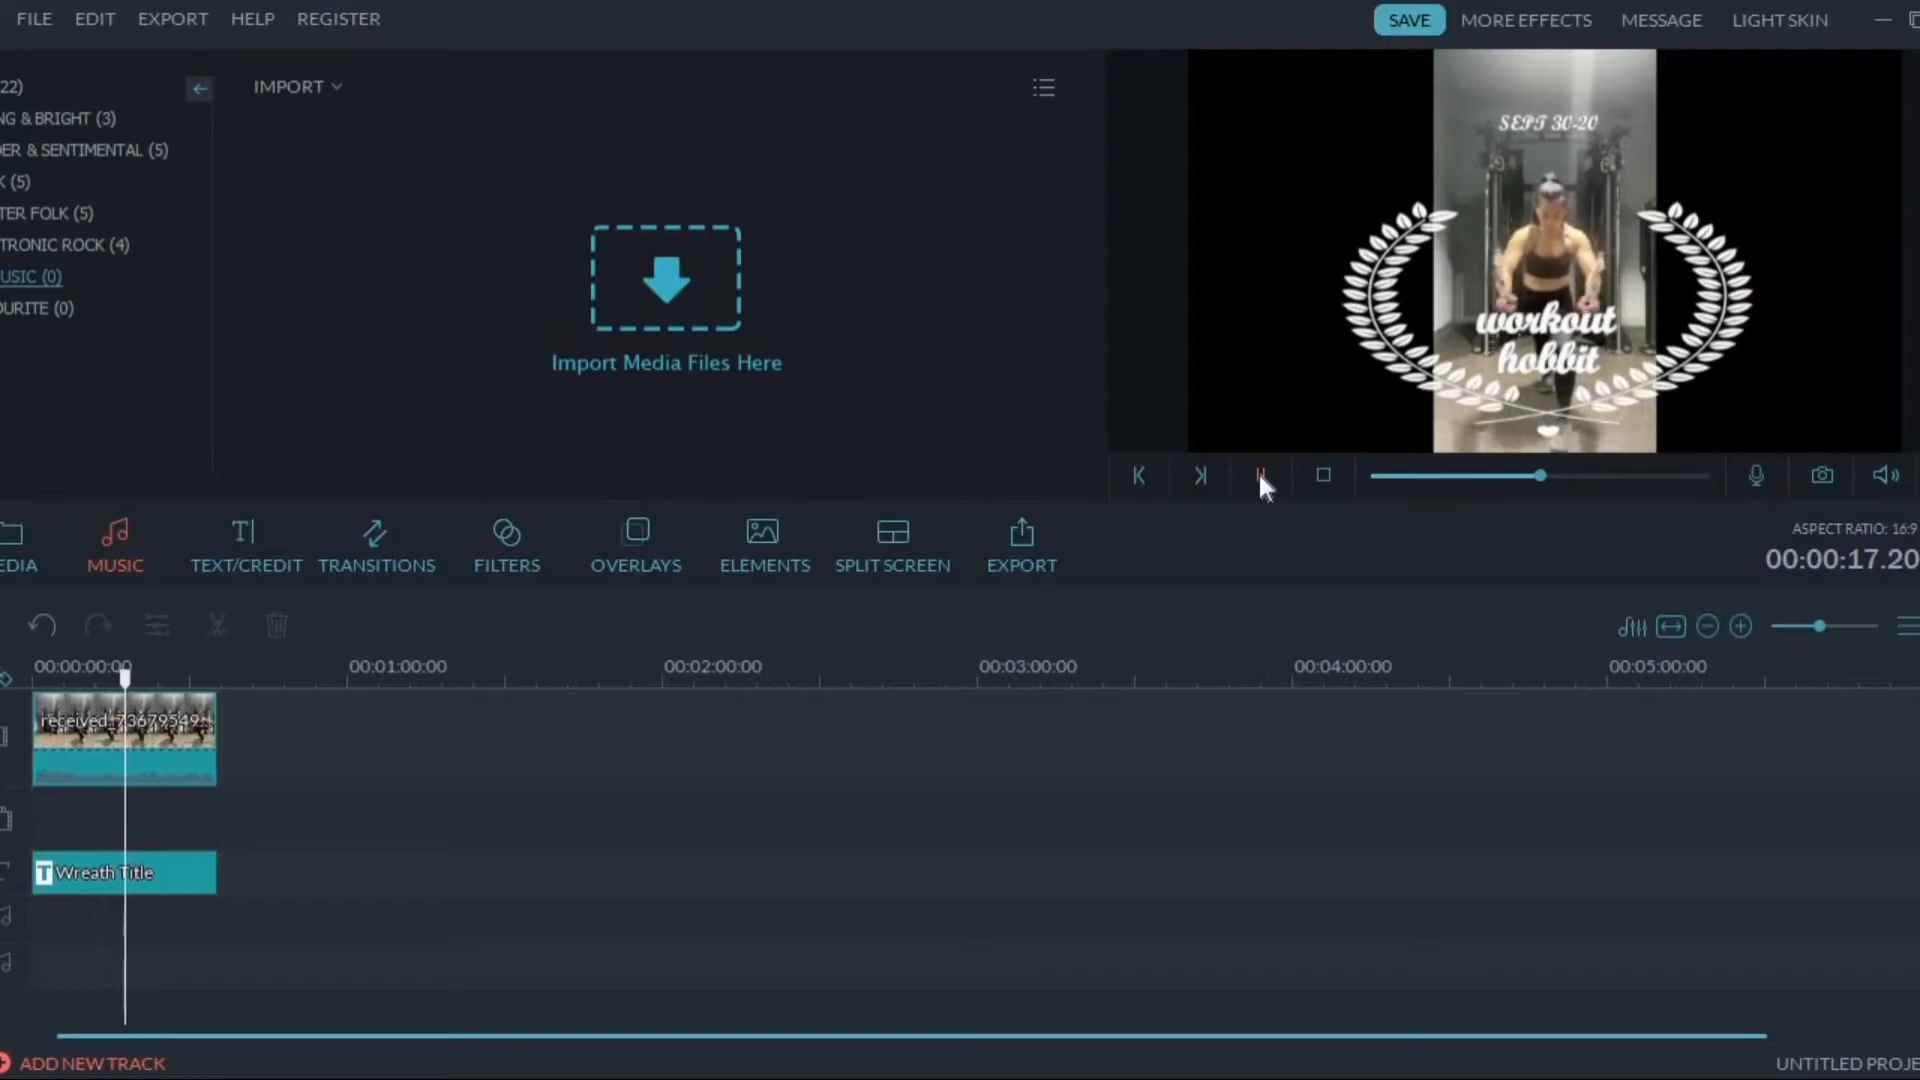 FILE EDIT EXPORT HELP REGISTER
SAVE MORE EFFECTS MESSAGE LIGHT SKIN
22)
NG & BRIGHT (3)
DER & SENTIMENTAL (5)
K (5)
TER FOLK (5)
TRONIC ROCK (4)
USIC (0)
OURITE (0)
IMPORT
Import Media Files Here
SEPT 30-20
workout
hobbit
EDIA MUSIC TEXT/CREDIT TRANSITIONS FILTERS OVERLAYS ELEMENTS SPLIT SCREEN EXPORT
ASPECT RATIO: 16:9
00:00:17.20
00:00:00:00 00:01:00:00 00:02:00:00 00:03:00:00 00:04:00:00 00:05:00:00
received_73679549...
T Wreath Title
ADD NEW TRACK
UNTITLED PROJE